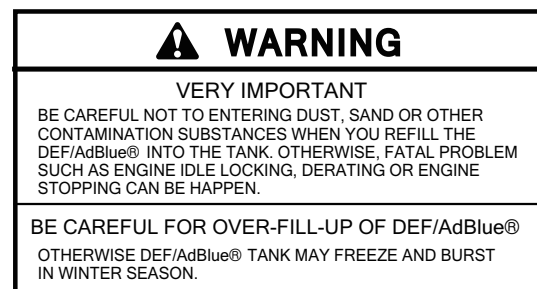 WARNING
VERY IMPORTANT
BE CAREFUL NOT TO ENTERING DUST, SAND OR OTHER
CONTAMINATION SUBSTANCES WHEN YOU REFILL THE
DEF/AdBlue® INTO THE TANK. OTHERWISE, FATAL PROBLEM
SUCH AS ENGINE IDLE LOCKING, DERATING OR ENGINE
STOPPING CAN BE HAPPEN.
BE CAREFUL FOR OVER-FILL-UP OF DEF/AdBlue®
OTHERWISE DEF/AdBlue® TANK MAY FREEZE AND BURST
IN WINTER SEASON.